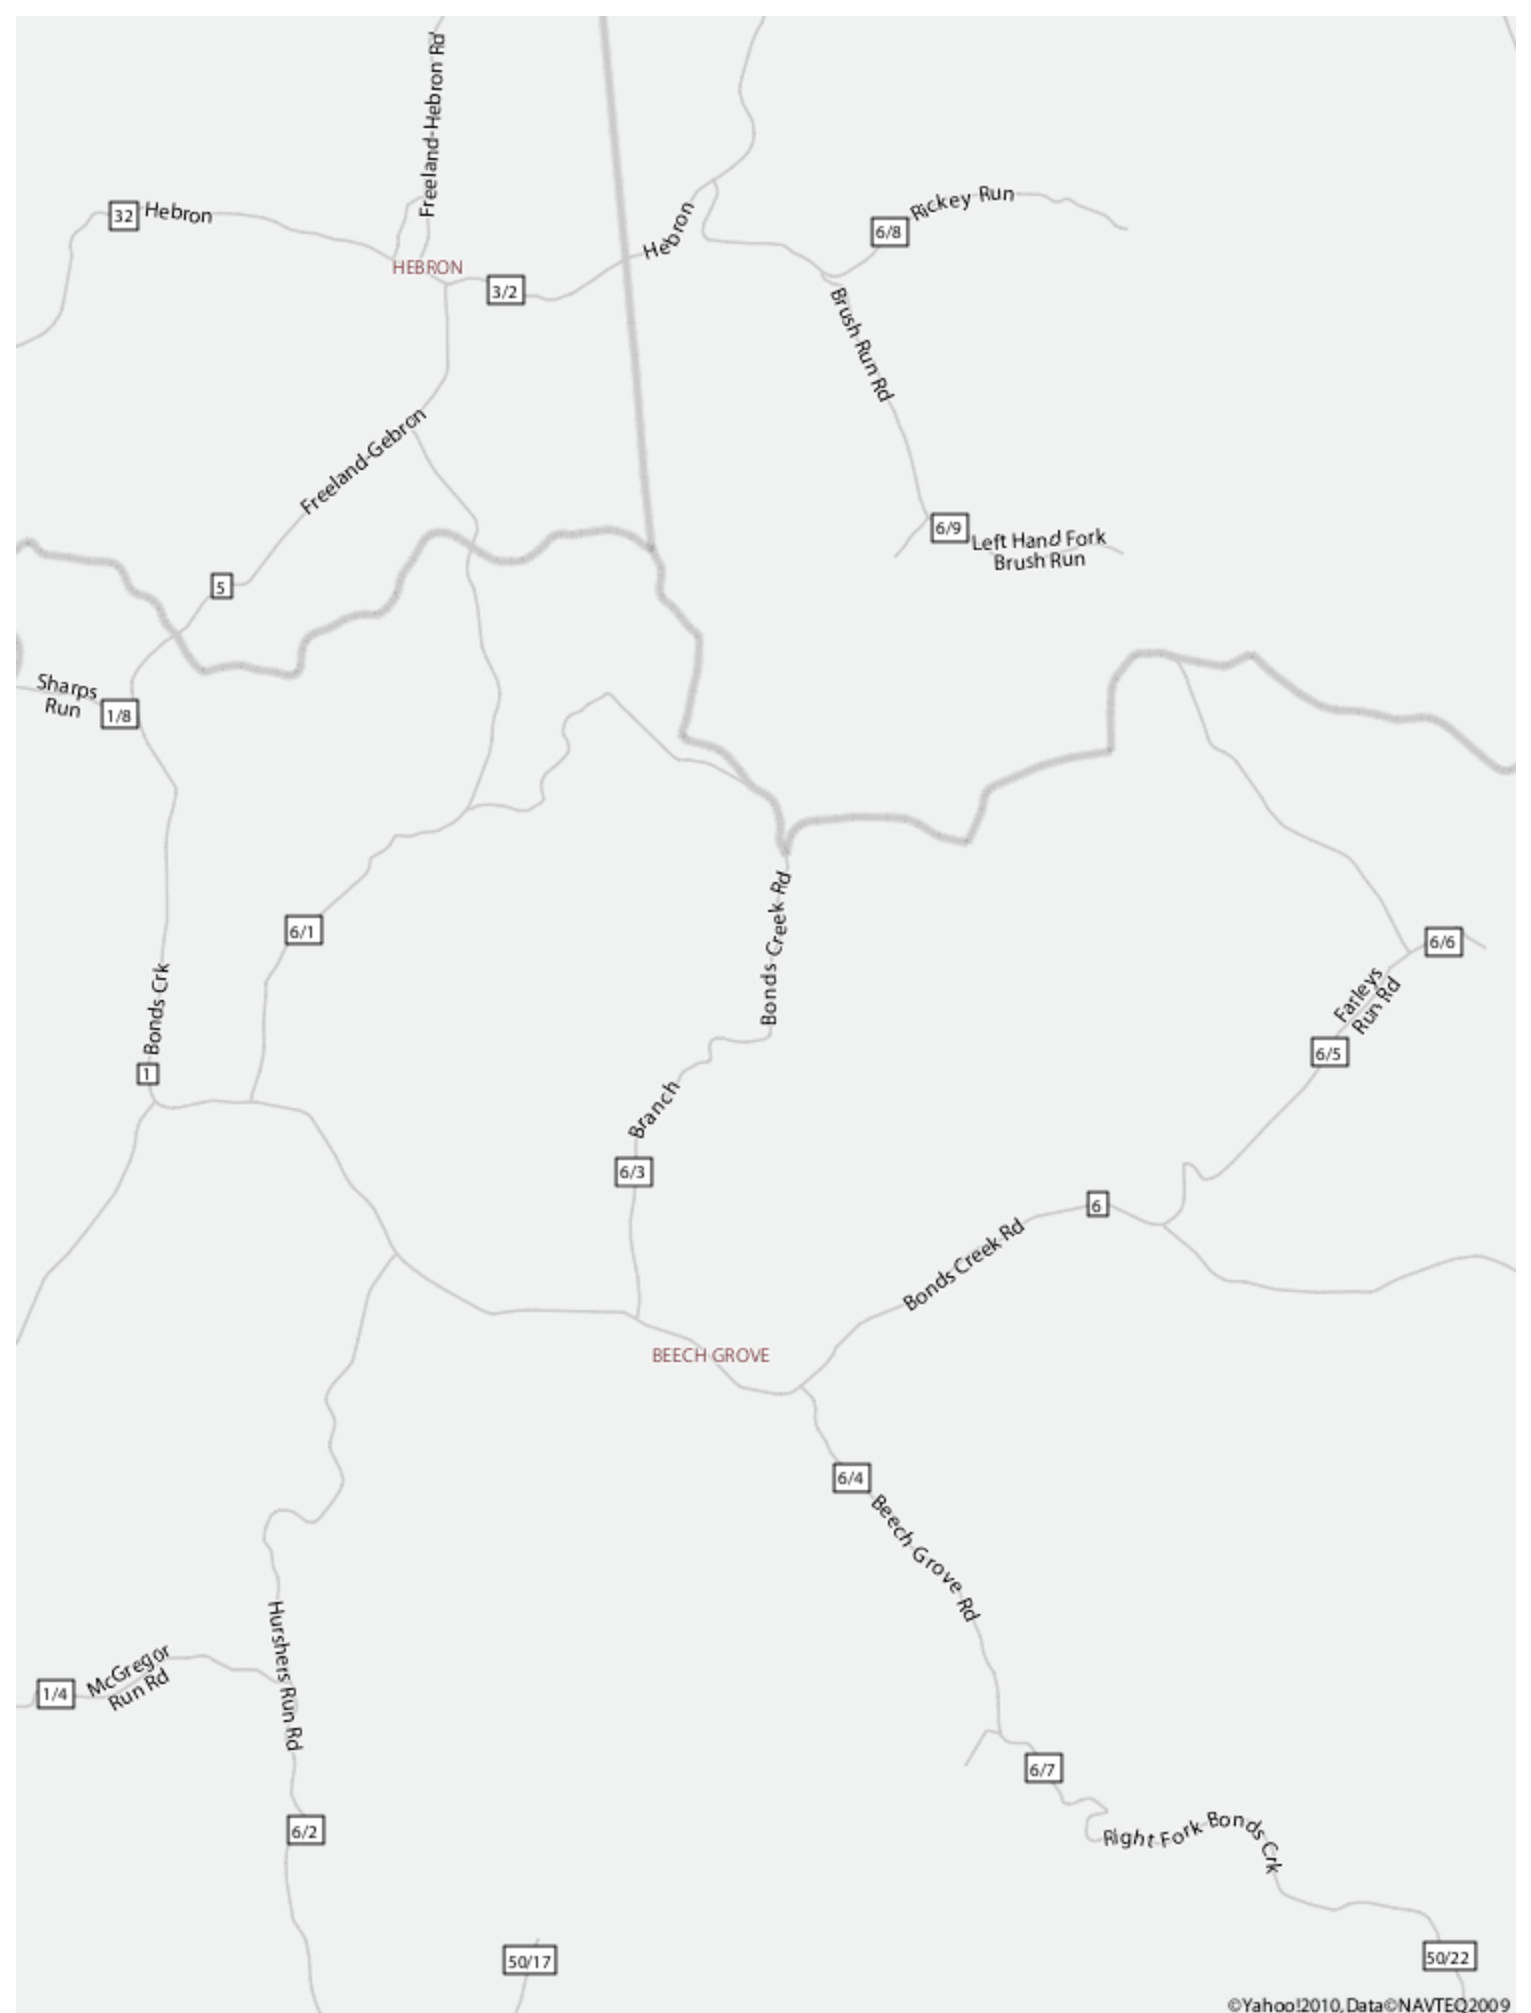 Freeland-Hebron Rd
32
Hebron
Rickey Run
6/8
Hebron
HEBRON
3/2
Brush Run Rd
Freeland-Gebron
6/9
Left Hand Fork
Brush Run
5
Sharps
Run
1/8
6/1
Bonds Creek Rd
6/6
Bonds Crk
Farleys
Run Rd
6/5
1
Branch
6/3
6
Bonds Creek Rd
BEECH GROVE
6/4
Beech Grove Rd
Hurshers Run Rd
McGregor
Run Rd
1/4
6/7
6/2
Right Fork Bonds Crk
50/17
50/22
©Yahoo!2010, Data©NAVTEQ2009